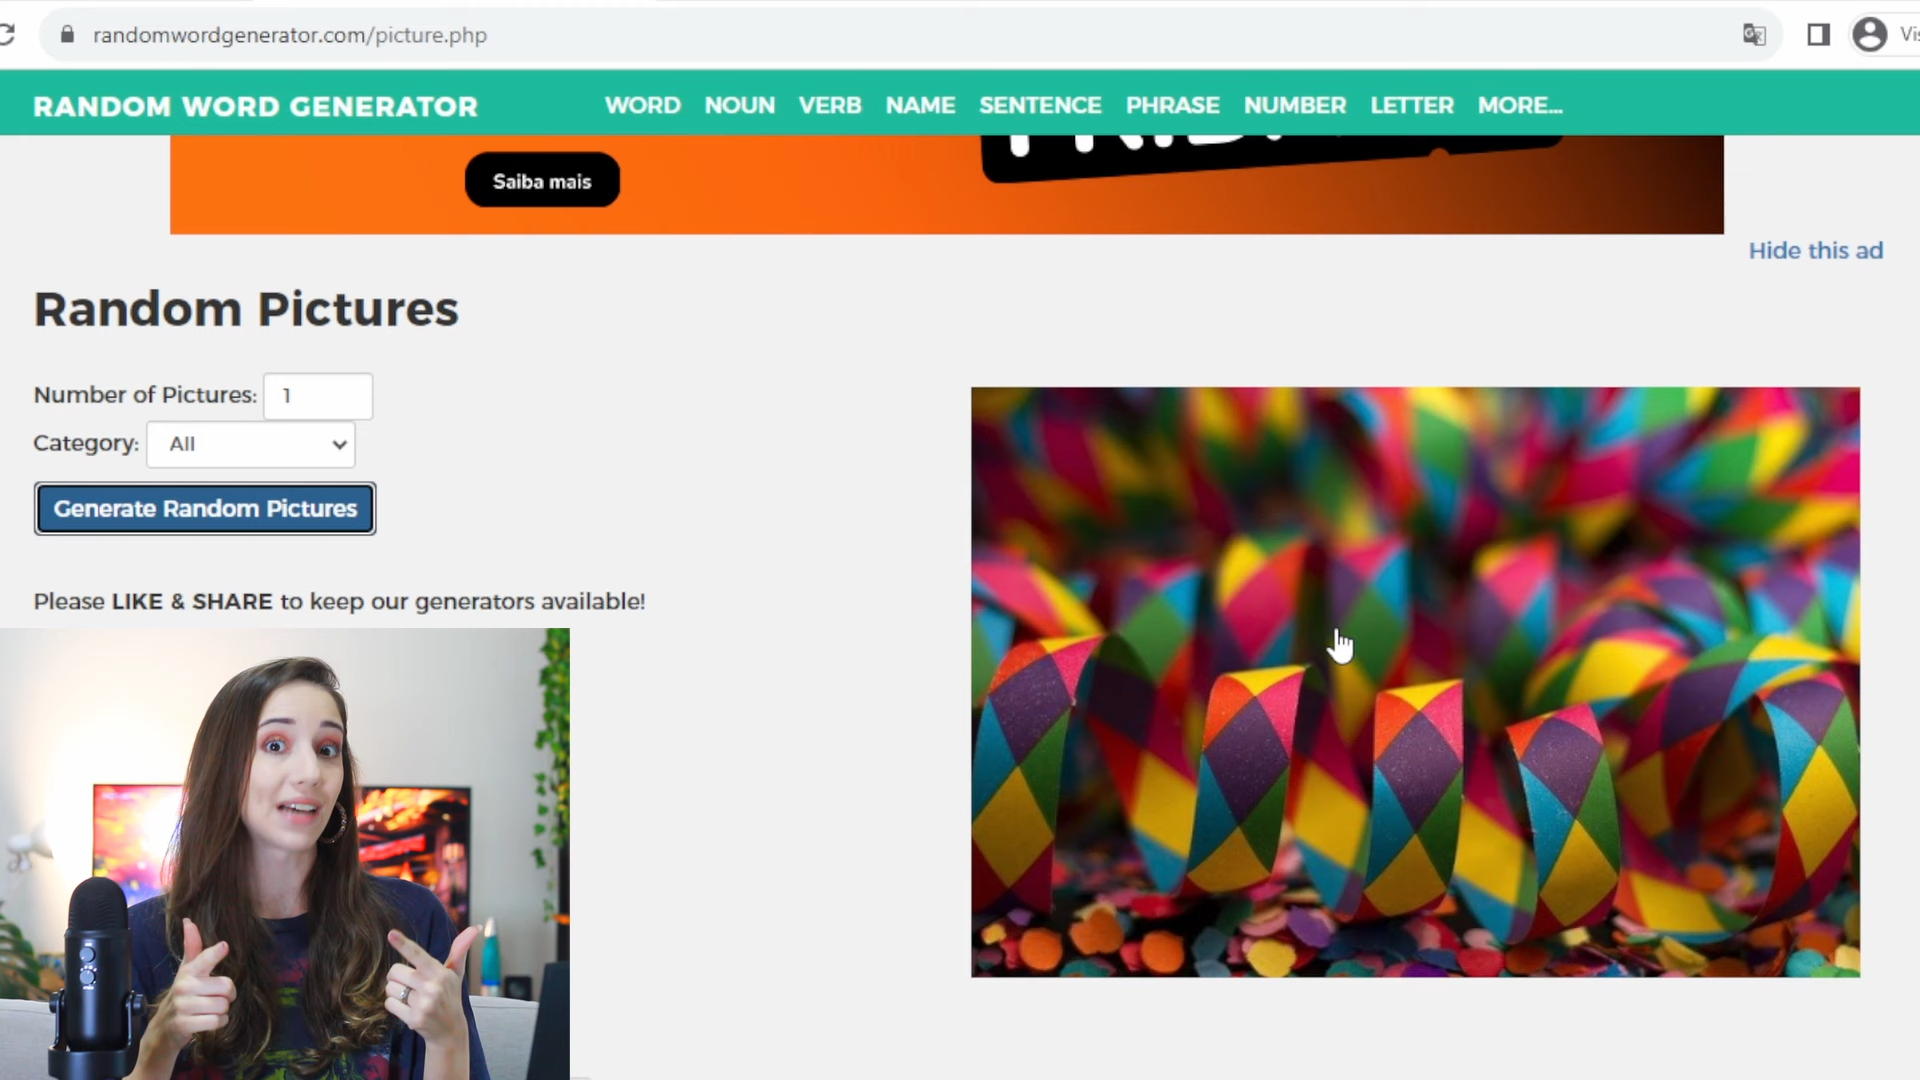 randomwordgenerator.com/picture.php
RANDOM WORD GENERATOR WORD NOUN VERB NAME SENTENCE PHRASE NUMBER LETTER MORE...
Saiba mais
Hide this ad
Random Pictures
Number of Pictures: 1
Category: All
Generate Random Pictures
Please LIKE & SHARE to keep our generators available!